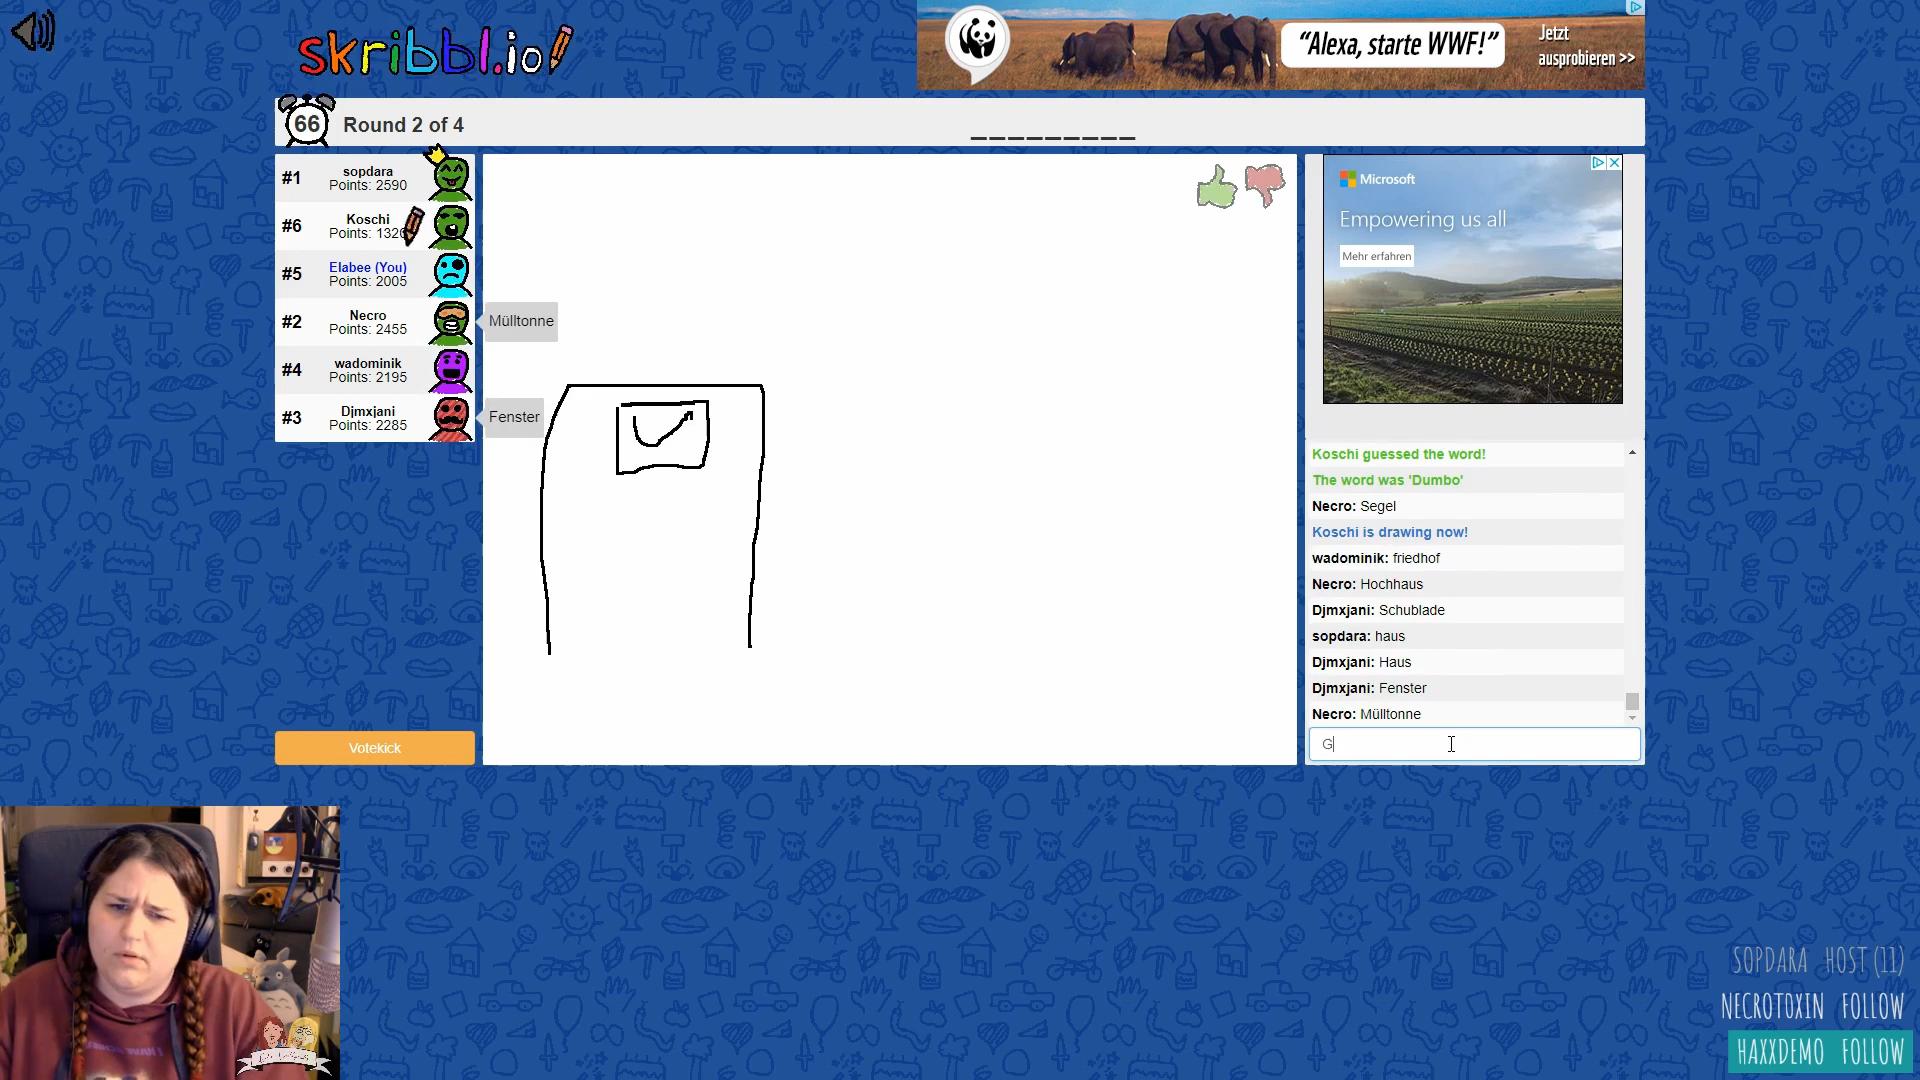 skribbl.io
"Alexa, starte WWF!"
Jetzt
ausprobieren >>
66
Round 2 of 4
_________
#1
sopdara
Points: 2590
#6
Koschi
Points: 1320
#5
Elabee (You)
Points: 2005
#2
Necro
Points: 2455
Mülltonne
#4
wadominik
Points: 2195
#3
Djmxjani
Points: 2285
Fenster
Votekick
Microsoft
Empowering us all
Mehr erfahren
Koschi guessed the word!
The word was 'Dumbo'
Necro: Segel
Koschi is drawing now!
wadominik: friedhof
Necro: Hochhaus
Djmxjani: Schublade
sopdara: haus
Djmxjani: Haus
Djmxjani: Fenster
Necro: Mülltonne
G
SOPDARA HOST (11)
NECROTOXIN FOLLOW
HAXXDEMO FOLLOW